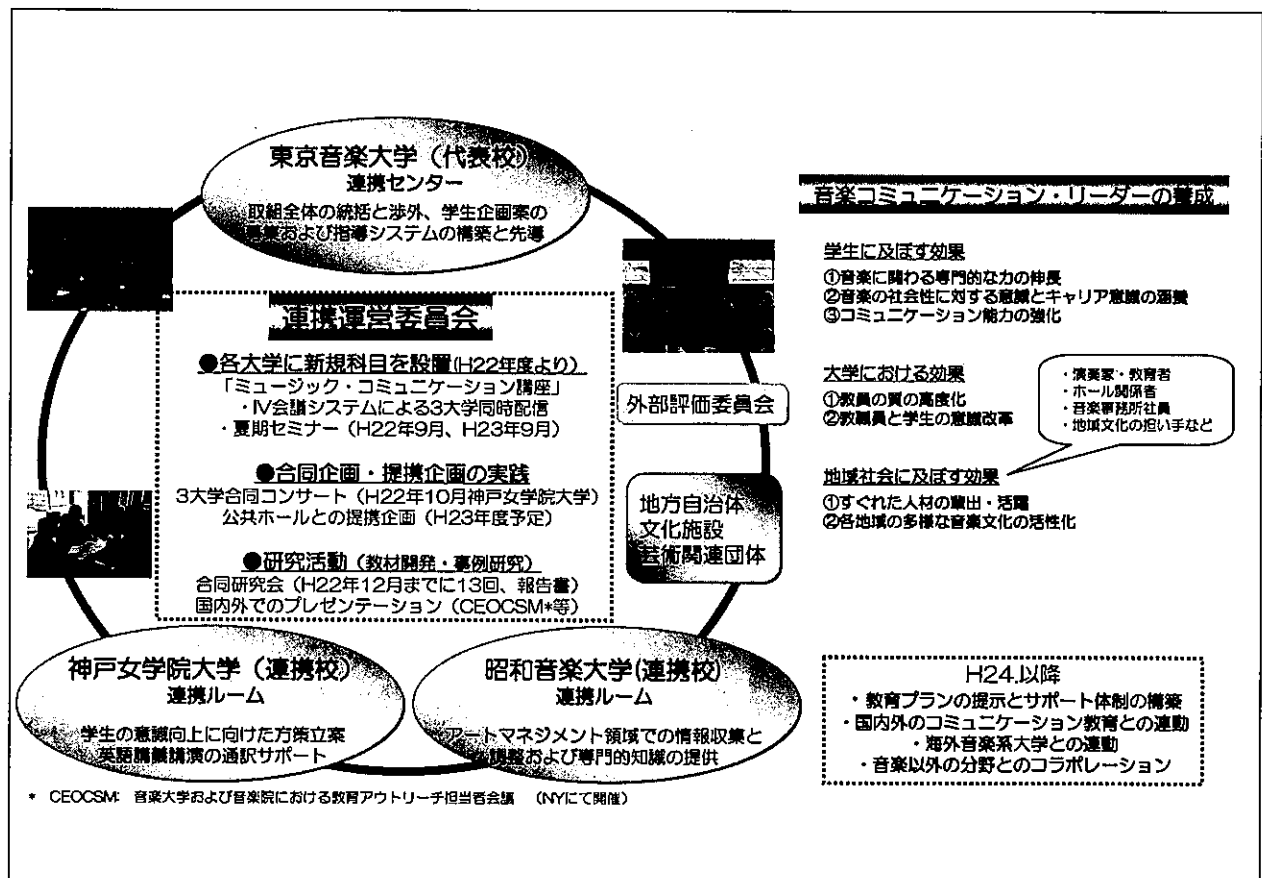 東京音楽大学（代表校）
連携センター
取組全体の統括と渉外、学生企画案の
募集および指導システムの構築と先導
連携運営委員会
●各大学に新規科目を設置(H22年度より)
「ミュージック・コミュニケーション講座」
・IV会議システムによる3大学同時配信
・夏期セミナー（H22年9月、H23年9月）
●合同企画・提携企画の実践
3大学合同コンサート（H22年10月神戸女学院大学）
公共ホールとの提携企画（H23年度予定）
●研究活動（教材開発・事例研究）
合同研究会（H22年12月までに13回、報告書）
国内外でのプレゼンテーション（CEOCSM*等）
外部評価委員会
地方自治体
文化施設
芸術関連団体
神戸女学院大学（連携校）
連携ルーム
学生の意識向上に向けた方策立案
英語講義講演の通訳サポート
昭和音楽大学(連携校)
連携ルーム
アートマネジメント領域での情報収集と
調整および専門的知識の提供
* CEOCSM: 音楽大学および音楽院における教育アウトリーチ担当者会議 （NYにて開催）
音楽コミュニケーション・リーダーの養成
学生に及ぼす効果
①音楽に関わる専門的な力の伸長
②音楽の社会性に対する意識とキャリア意識の涵養
③コミュニケーション能力の強化
大学における効果
①教員の質の高度化
②教職員と学生の意識改革
・演奏家・教育者
・ホール関係者
・音楽事務所社員
・地域文化の担い手など
地域社会に及ぼす効果
①すぐれた人材の輩出・活躍
②各地域の多様な音楽文化の活性化
H24.以降
・教育プランの提示とサポート体制の構築
・国内外のコミュニケーション教育との連動
・海外音楽系大学との連動
・音楽以外の分野とのコラボレーション